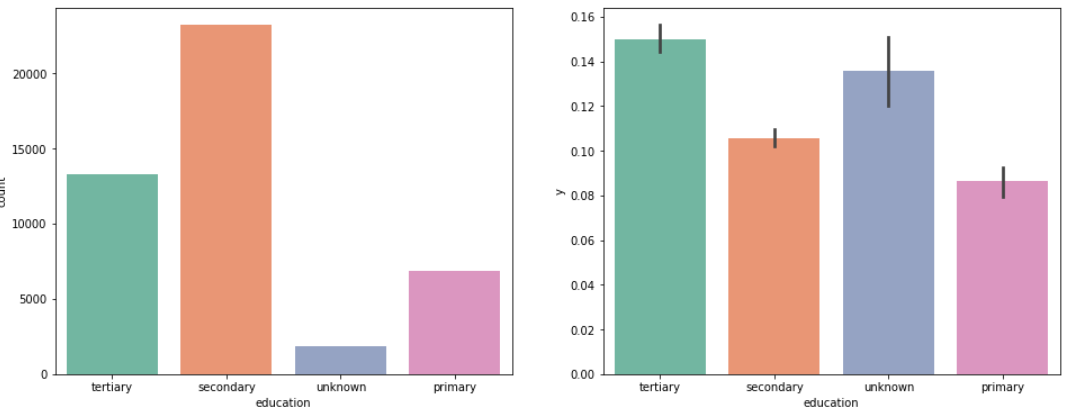 20000
15000
10000
5000
0
count
tertiary secondary unknown primary
education
0.16
0.14
0.12
0.10
0.08
0.06
0.04
0.02
0.00
y
tertiary secondary unknown primary
education